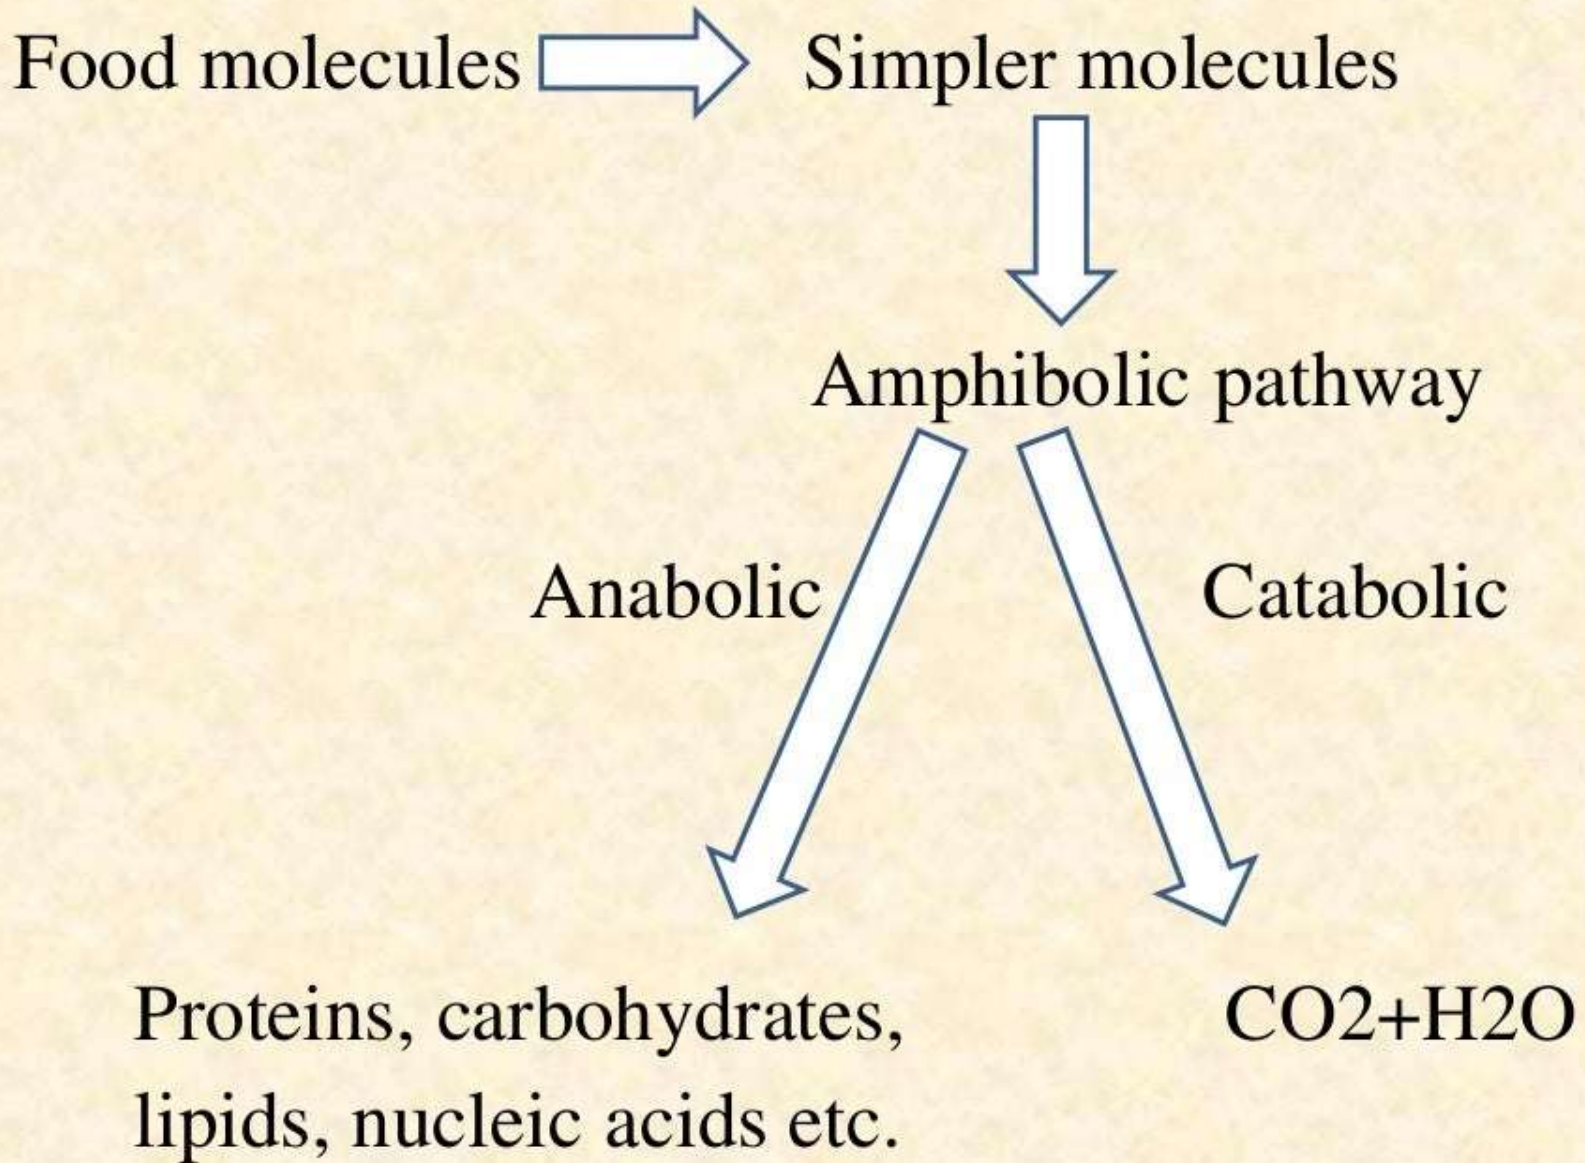 Food molecules Simpler molecules
Amphibolic pathway
Anabolic Catabolic
Proteins, carbohydrates, CO2+H2O
lipids, nucleic acids etc.